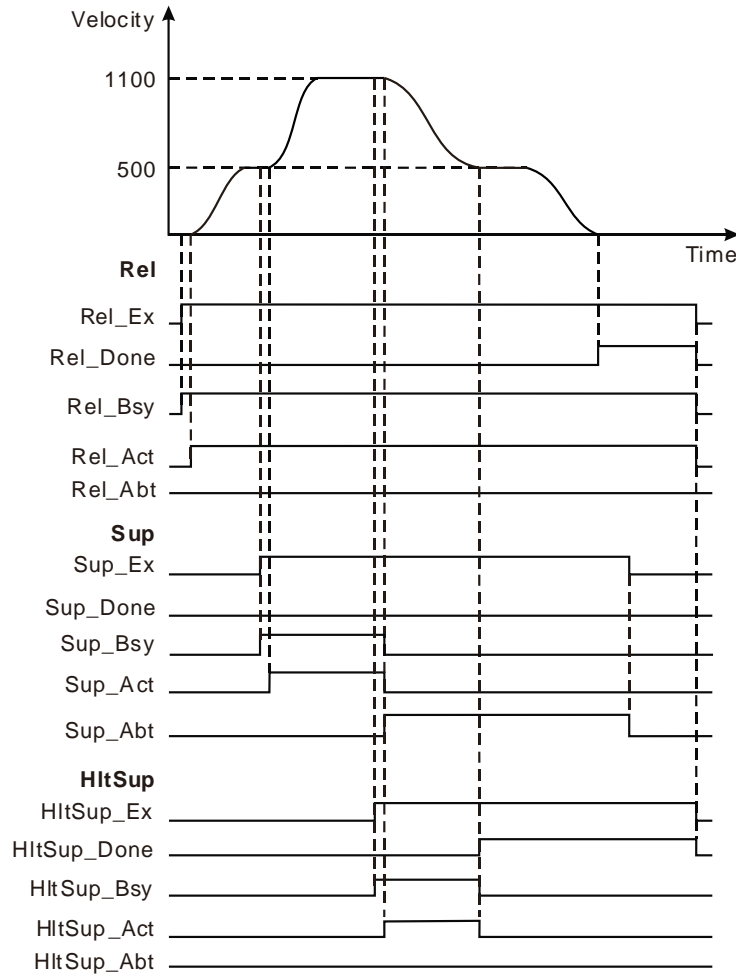 Velocity
1100
500
Time
Rel
Rel_Ex
Rel_Done
Rel_Bsy
Rel_Act
Rel_Abt
Sup
Sup_Ex
Sup_Done
Sup_Bsy
Sup_Act
Sup_Abt
HltSup
HltSup_Ex
HltSup_Done
HltSup_Bsy
HltSup_Act
HltSup_Abt